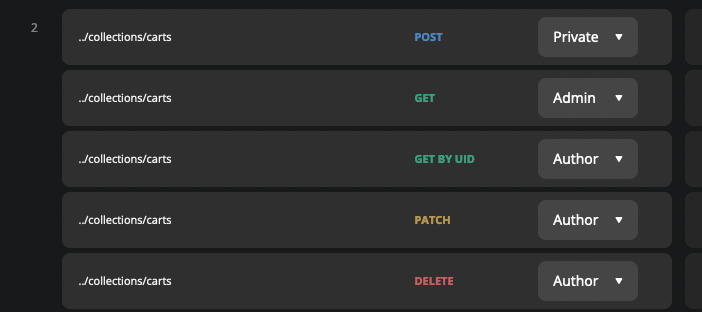 2
../collections/carts POST Private
../collections/carts GET Admin
../collections/carts GET BY UID Author
../collections/carts PATCH Author
../collections/carts DELETE Author